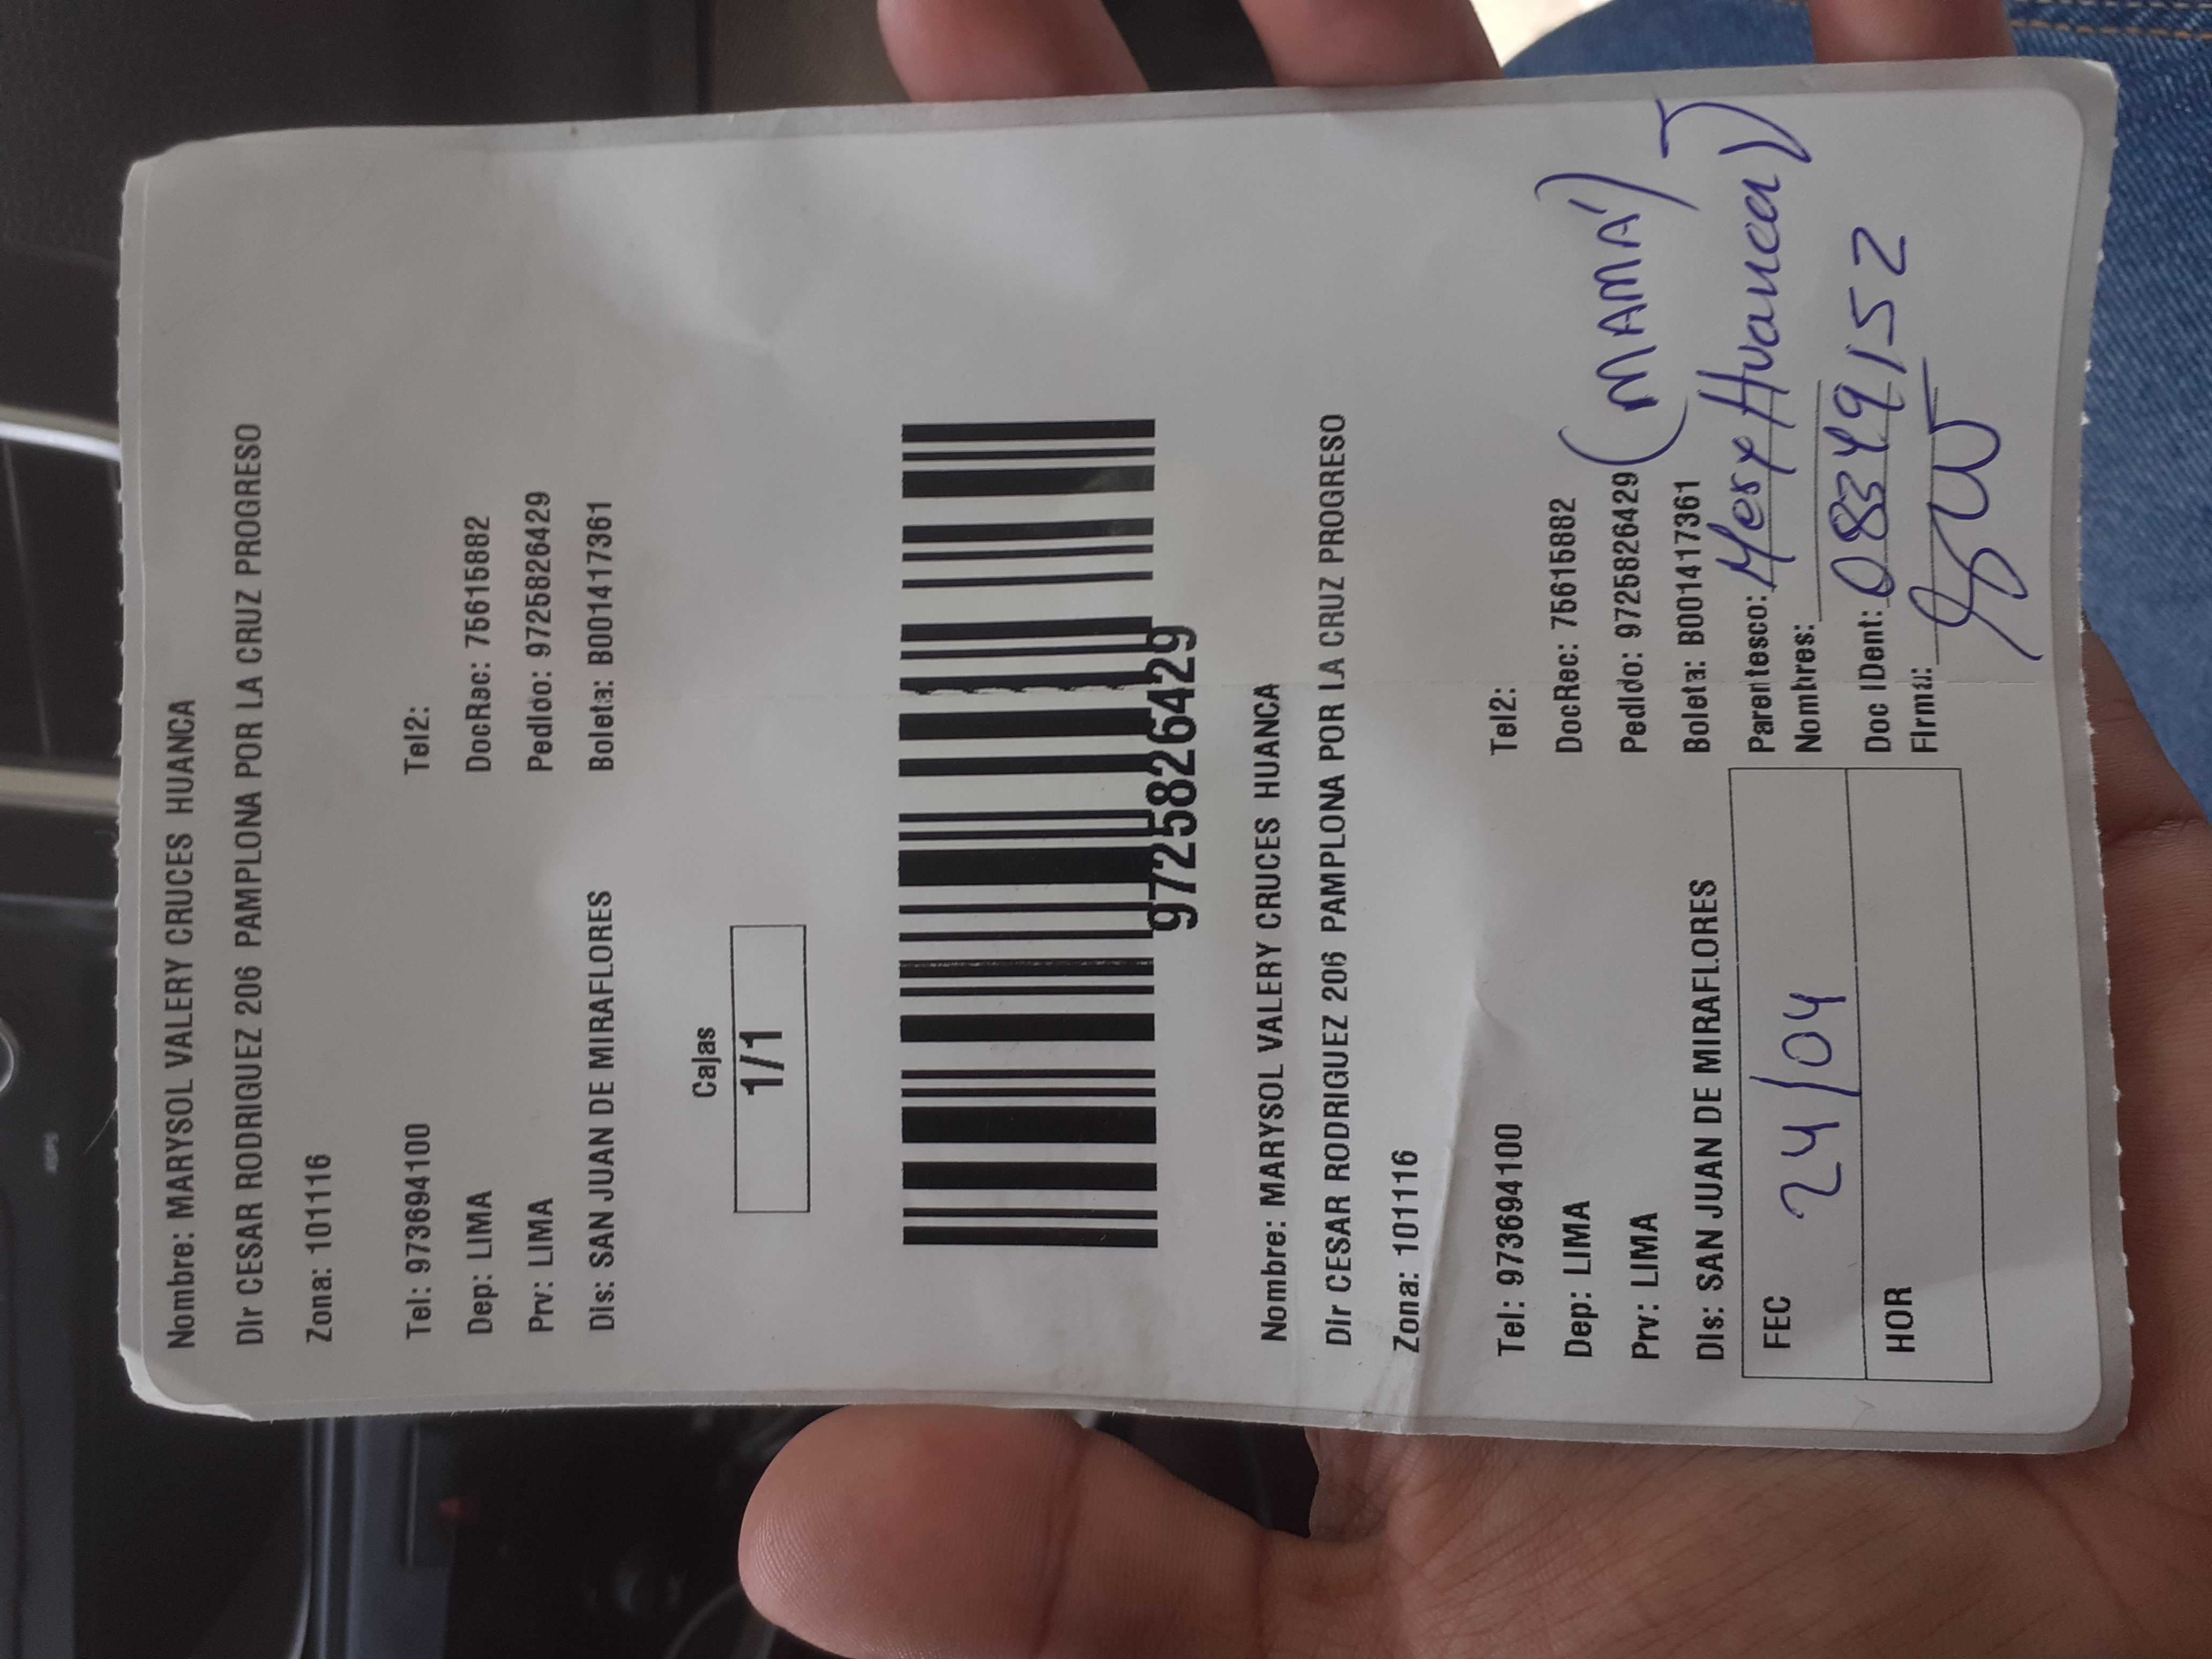 Nombre: MARYSOL VALERY CRUCES HUANCA
Dir CESAR RODRIGUEZ 206 PAMPLONA POR LA CRUZ PROGRESO
Zona: 101116
Tel: 973694100 Tel2:
Dep: LIMA DocRec: 75615882
Prv: LIMA Pedido: 97258264​29
Dis: SAN JUAN DE MIRAFLORES Boleta: B001417361
Cajas
1/1
9725826429
Nombre: MARYSOL VALERY CRUCES HUANCA
Dir CESAR RODRIGUEZ 206 PAMPLONA POR LA CRUZ PROGRESO
Zona: 101116
Tel: 973694100 Tel2:
Dep: LIMA DocRec: 75615882
Prv: LIMA Pedido: 9725826429 (MAMÁ)
Dis: SAN JUAN DE MIRAFLORES Boleta: B001417361
FEC 24/04 Parentesco: Huanca
Nombres:
HOR Doc IDent: 08349152
Firma: